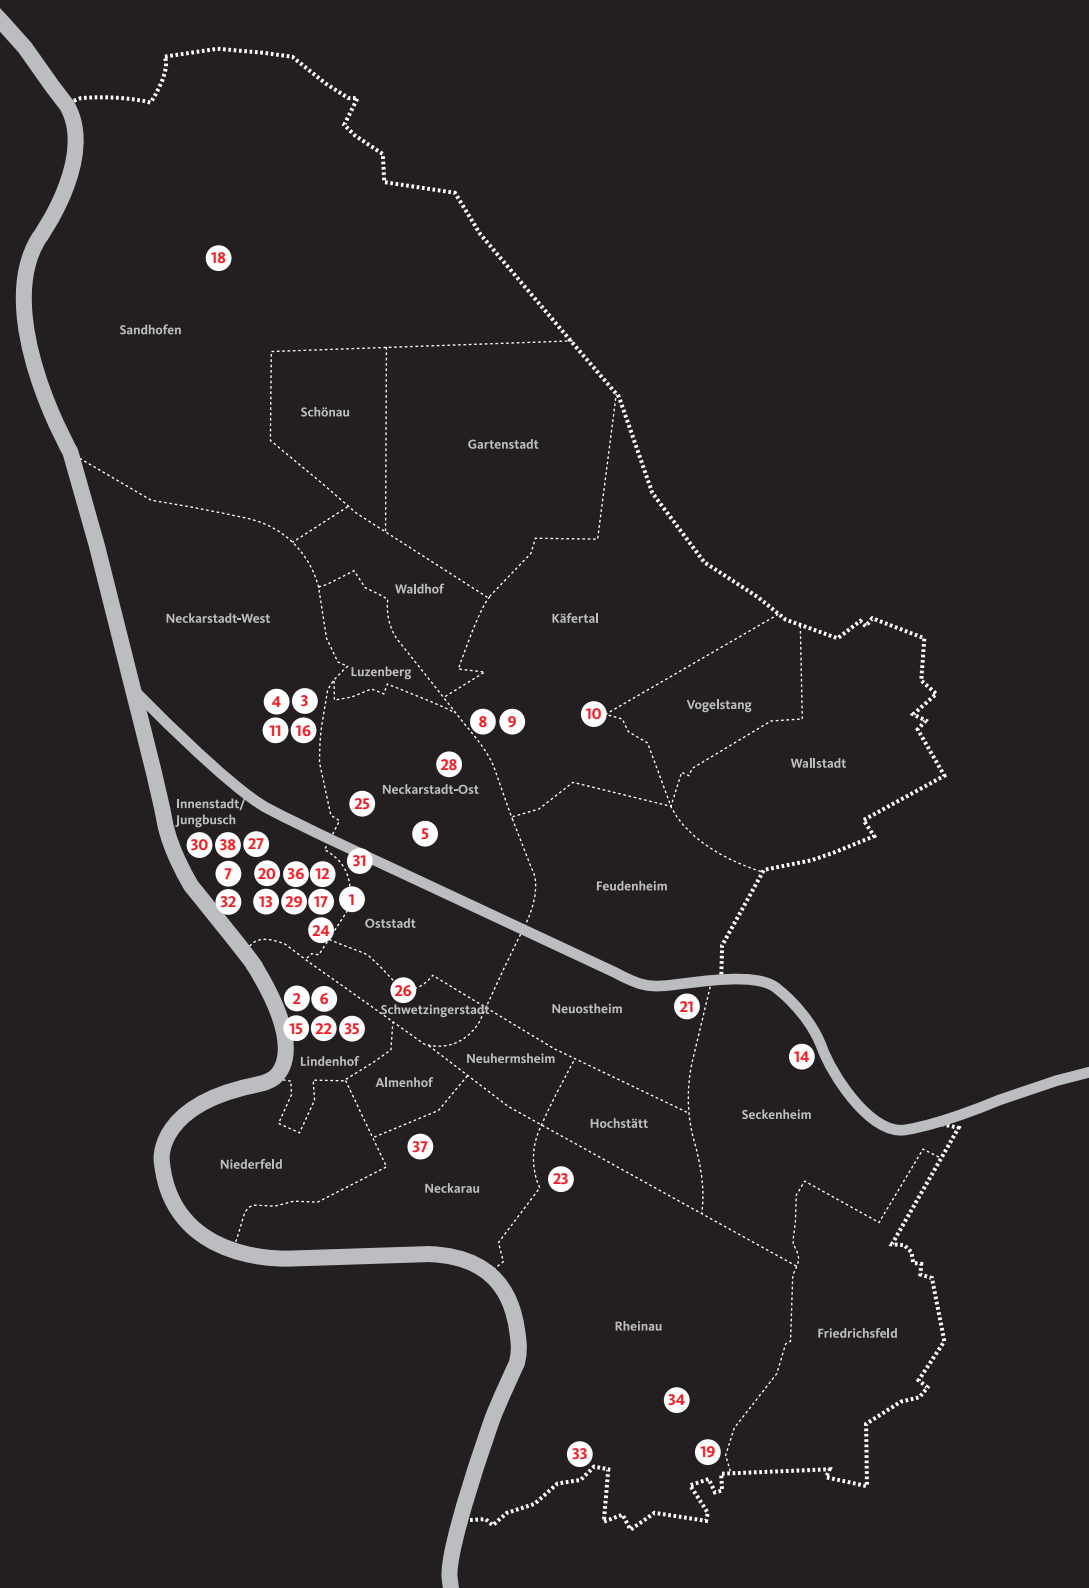 18
Sandhofen
Schönau
Gartenstadt
Waldhof
Neckarstadt-West
Käfertal
Luzenberg
4 3
Vogelstang
8 9
10
11 16
28
Wallstadt
Neckarstadt-Ost
25
Innenstadt/
Jungbusch
5
30 38 27
31
7 20 36 12
Feudenheim
32 13 29 17 1
Oststadt
24
26
2 6
Schwetzingerstadt
Neuostheim
21
15 22 35
14
Lindenhof
Neuhermsheim
Almenhof
Seckenheim
Hochstätt
37
Niederfeld
23
Neckarau
Rheinau
Friedrichsfeld
34
33
19